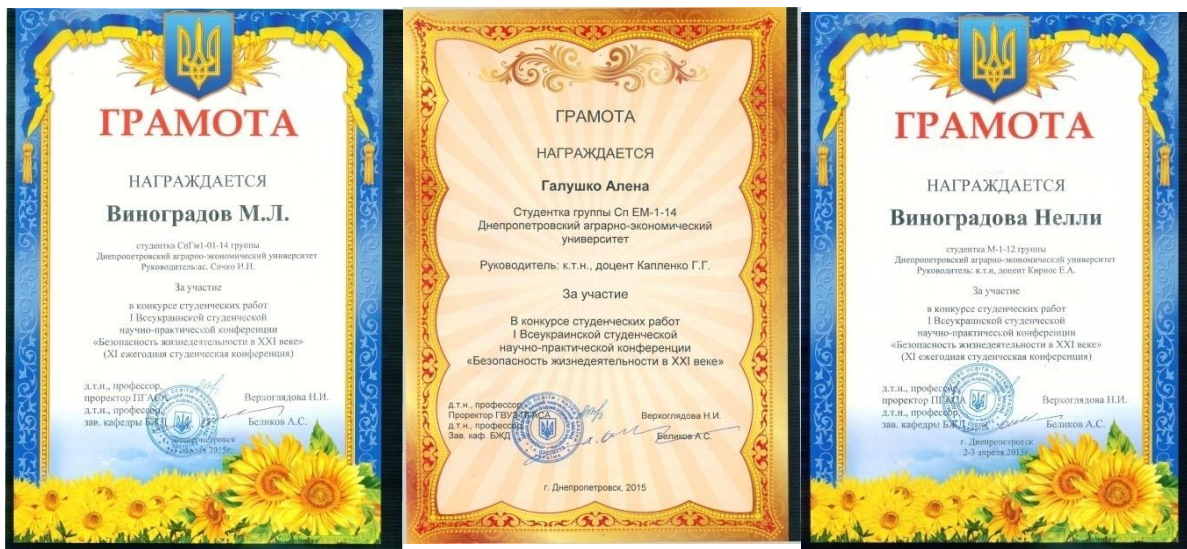 ГРАМОТА
НАГРАЖДАЕТСЯ
Виноградов М.Л.
студентка СпГм1-01-14 группы
Днепропетровский аграрно-экономический университет
Руководитель:ас. Сичко И.Н.
За участие
в конкурсе студенческих работ
I Всеукраинской студенческой
научно-практической конференции
«Безопасность жизнедеятельности в XXI веке»
(XI ежегодная студенческая конференция)
д.т.н., профессор,
проректор ПГАСА Верхоглядова Н.И.
д.т.н., профессор,
зав. кафедры БЖД Беликов А.С.
г. Днепропетровск
апреля 2015г.
ГРАМОТА
НАГРАЖДАЕТСЯ
Галушко Алена
Студентка группы Сп ЕМ-1-14
Днепропетровский аграрно-экономический
университет
Руководитель: к.т.н., доцент Капленко Г.Г.
За участие
В конкурсе студенческих работ
I Всеукраинской студенческой
научно-практической конференции
«Безопасность жизнедеятельности в XXI веке»
д.т.н., профессор,
Проректор ГВУЗ ПГАСА Верхоглядова Н.И.
д.т.н., профессор,
Зав. каф. БЖД Беликов А.С.
г. Днепропетровск, 2015
ГРАМОТА
НАГРАЖДАЕТСЯ
Виноградова Нелли
студентка М-1-12 группы
Днепропетровский аграрно-экономический университет
Руководитель: к.т.н, доцент Кириос Е.А.
За участие
в конкурсе студенческих работ
I Всеукраинской студенческой
научно-практической конференции
«Безопасность жизнедеятельности в XXI веке»
(XI ежегодная студенческая конференция)
д.т.н., профессор,
проректор ПГАСА Верхоглядова Н.И.
д.т.н., профессор,
зав. кафедры БЖД Беликов А.С.
г. Днепропетровск
2-3 апреля 2015г.